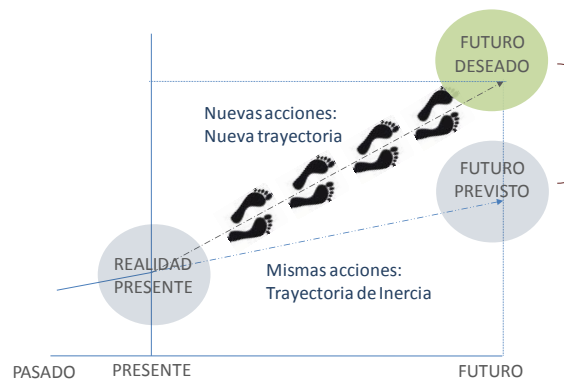 FUTURO
DESEADO
Nuevas acciones:
Nueva trayectoria
FUTURO
PREVISTO
REALIDAD
PRESENTE
Mismas acciones:
Trayectoria de Inercia
PASADO
PRESENTE
FUTURO